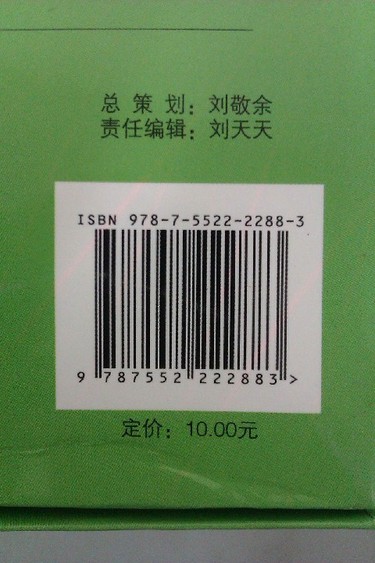 总 策 划：刘敬余
责任编辑：刘天天
ISBN 978-7-5522-2288-3
9 787552 222883 >
定价：10.00元